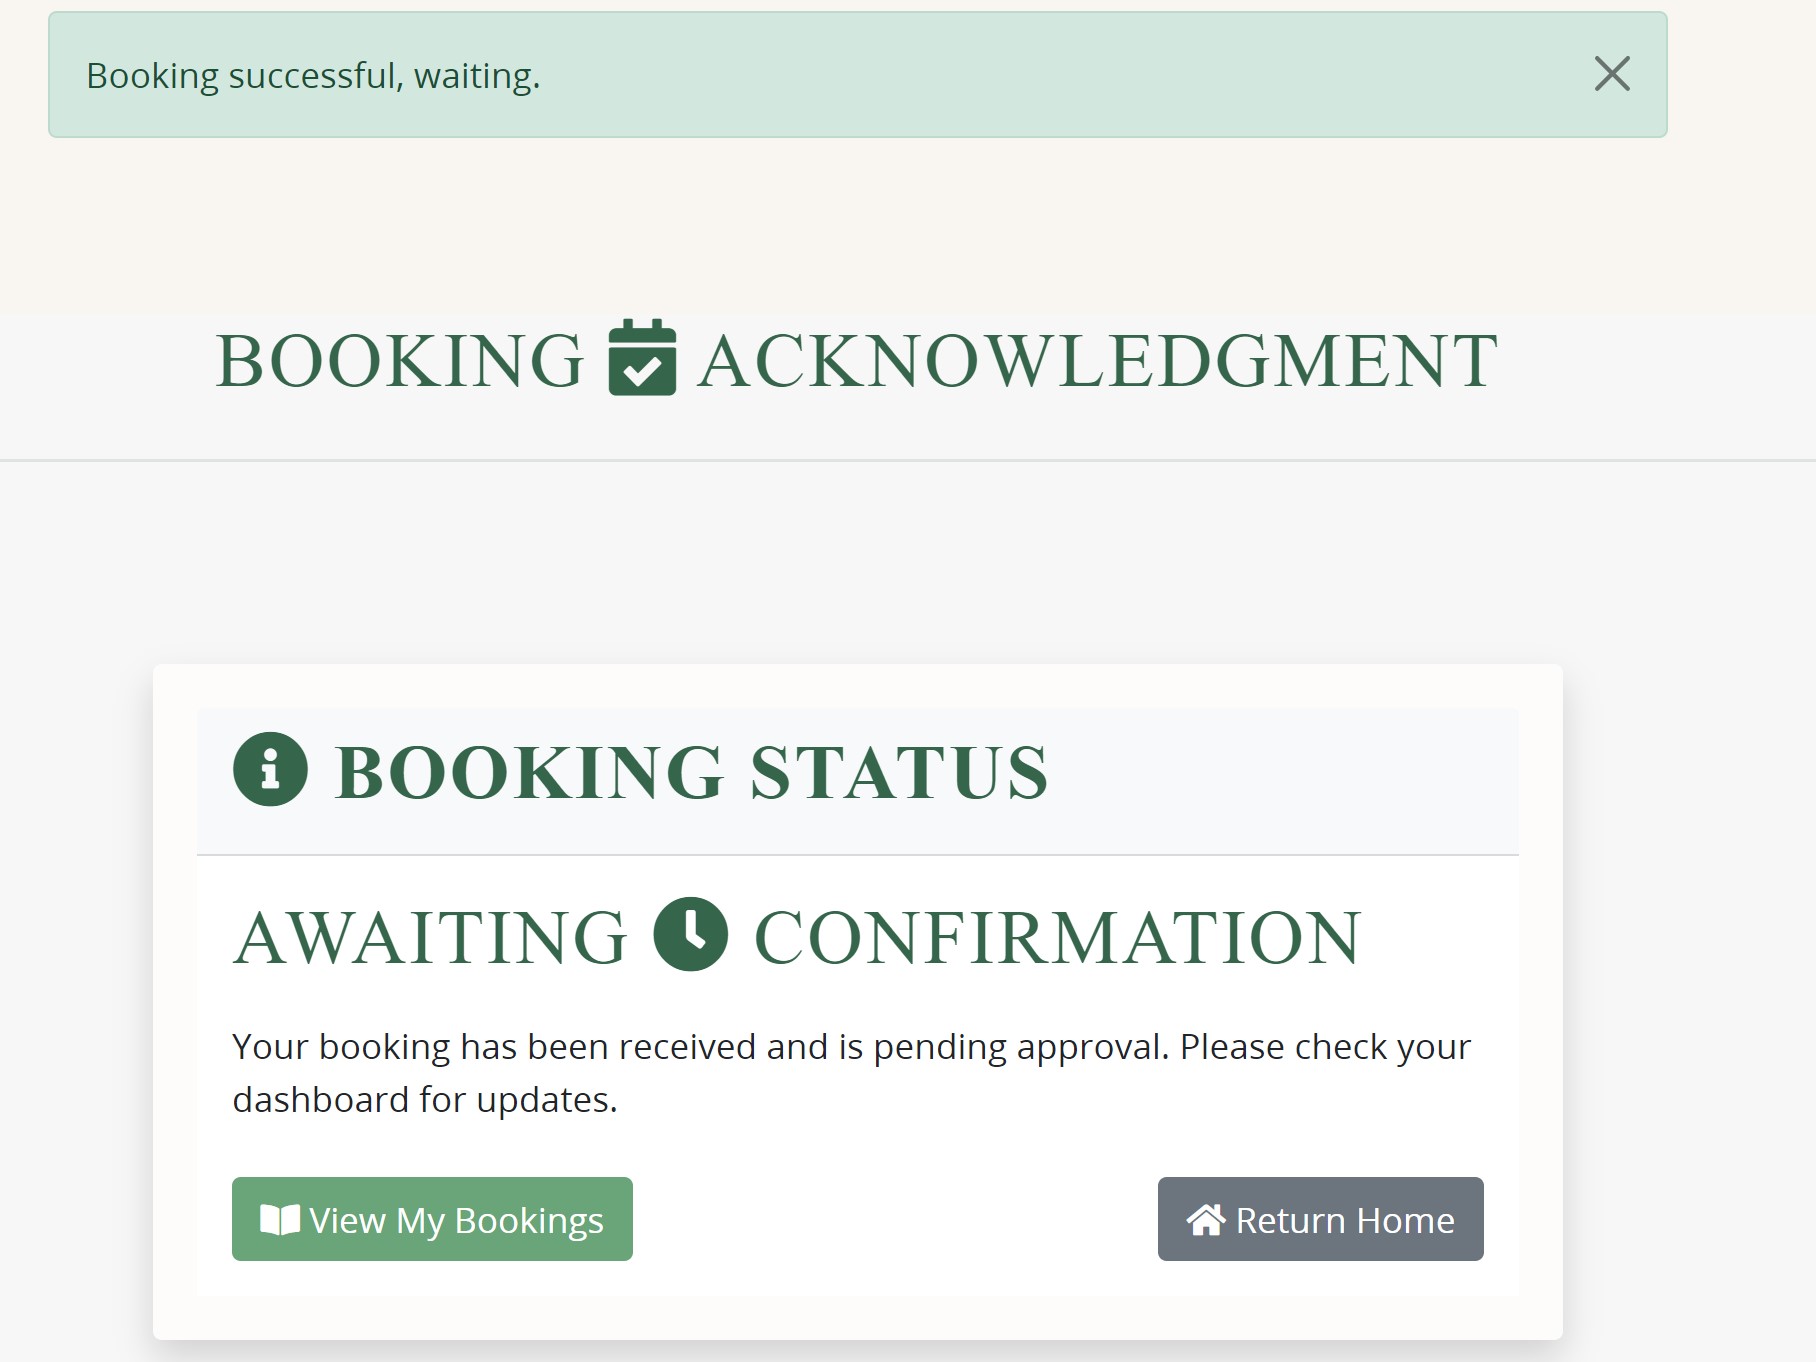 Booking successful, waiting.
BOOKING ACKNOWLEDGMENT
BOOKING STATUS
AWAITING CONFIRMATION
Your booking has been received and is pending approval. Please check your
dashboard for updates.
View My Bookings
Return Home